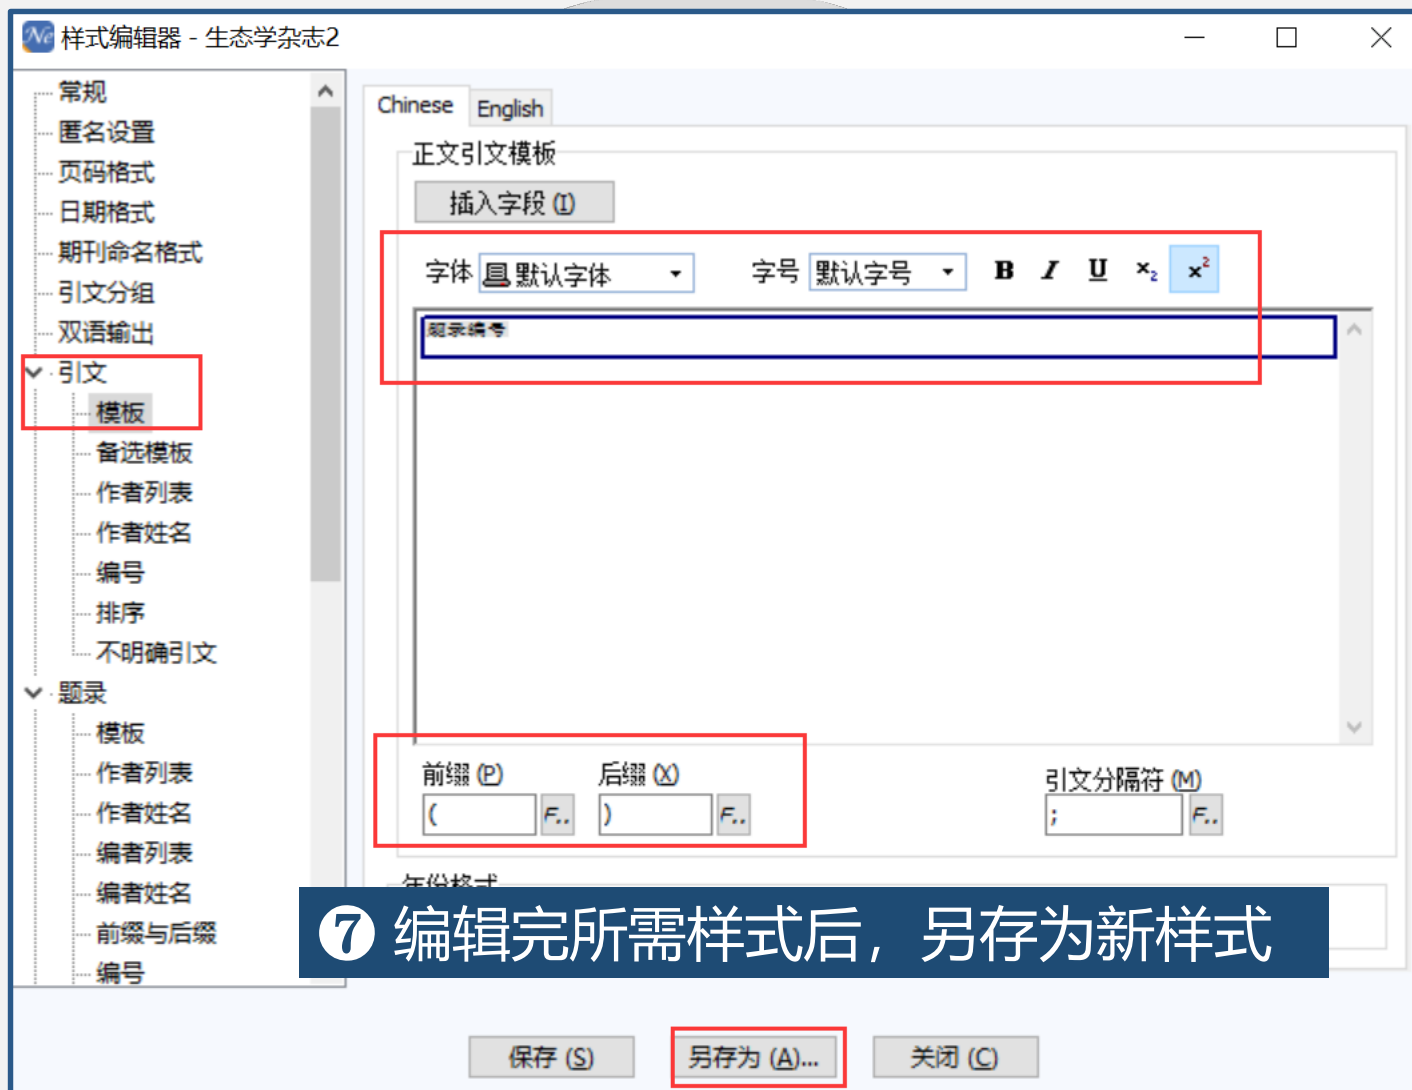 Ne 样式编辑器 - 生态学杂志2
常规
匿名设置
页码格式
日期格式
期刊命名格式
引文分组
双语输出
引文
模板
备选模板
作者列表
作者姓名
编号
排序
不明确引文
题录
模板
作者列表
作者姓名
编者列表
编者姓名
前缀与后缀
编号
Chinese English
正文引文模板
插入字段 (I)
字体 默认字体 字号 默认字号 B I U x₂ x²
题录编号
前缀 (P) 后缀 (X) 引文分隔符 (M)
( F.. ) F.. ; F..
年份格式
❼ 编辑完所需样式后，另存为新样式
保存 (S) 另存为 (A)... 关闭 (C)